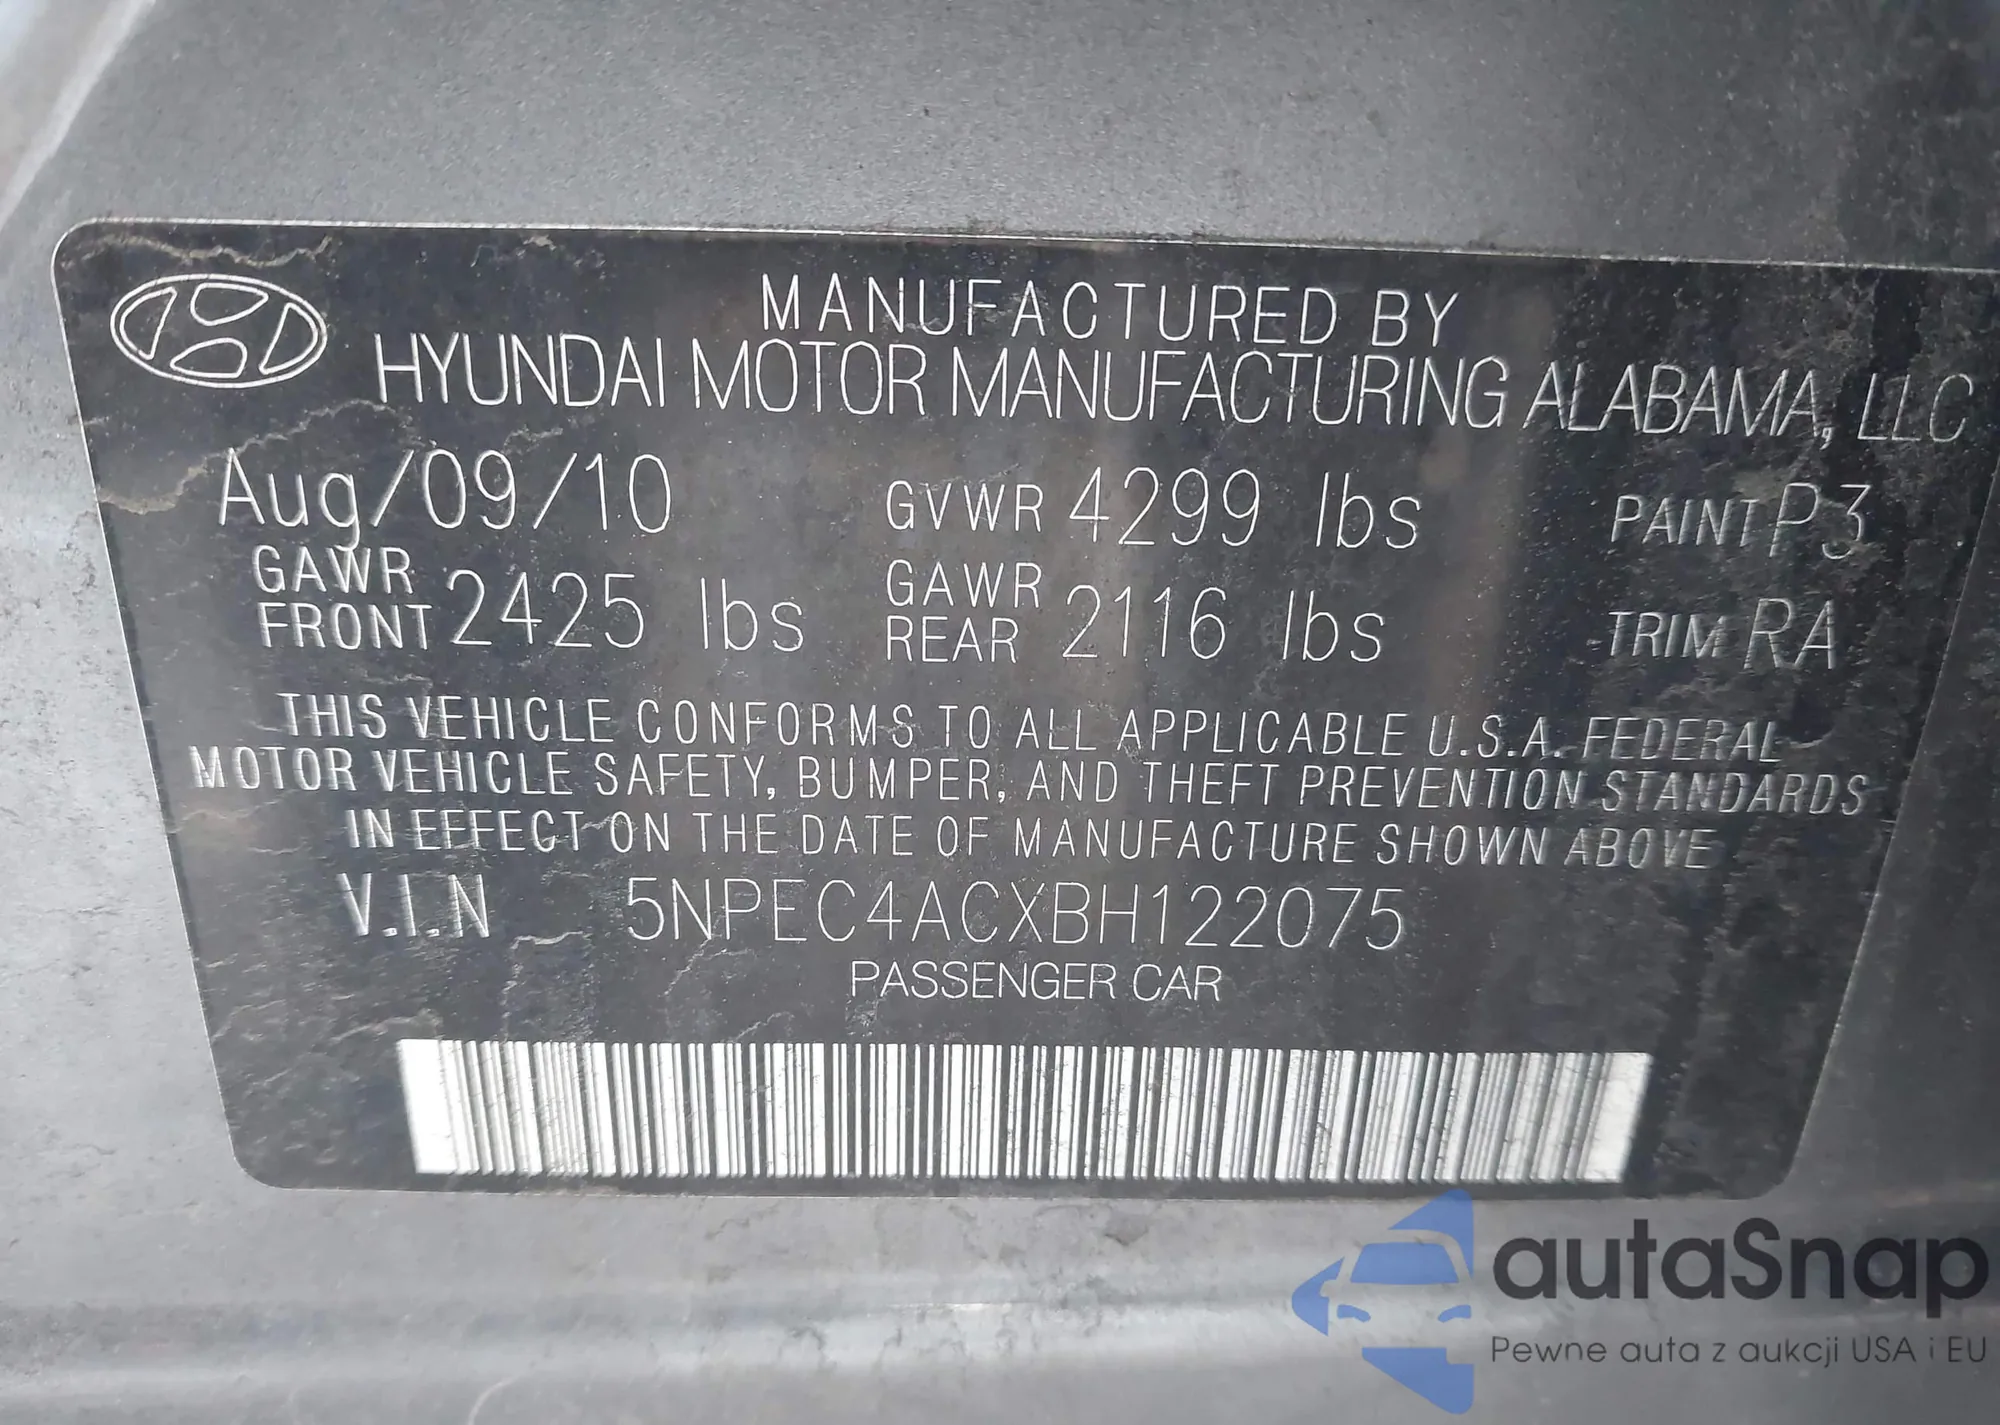 MANUFACTURED BY
HYUNDAI MOTOR MANUFACTURING ALABAMA, LLC
Aug/09/10 GVWR 4299 lbs PAINT P3
GAWR FRONT 2425 lbs GAWR REAR 2116 lbs TRIM RA
THIS VEHICLE CONFORMS TO ALL APPLICABLE U.S.A. FEDERAL
MOTOR VEHICLE SAFETY, BUMPER, AND THEFT PREVENTION STANDARDS
IN EFFECT ON THE DATE OF MANUFACTURE SHOWN ABOVE
V.I.N 5NPEC4ACXBH122075
PASSENGER CAR
autaSnap
Pewne auta z aukcji USA i EU